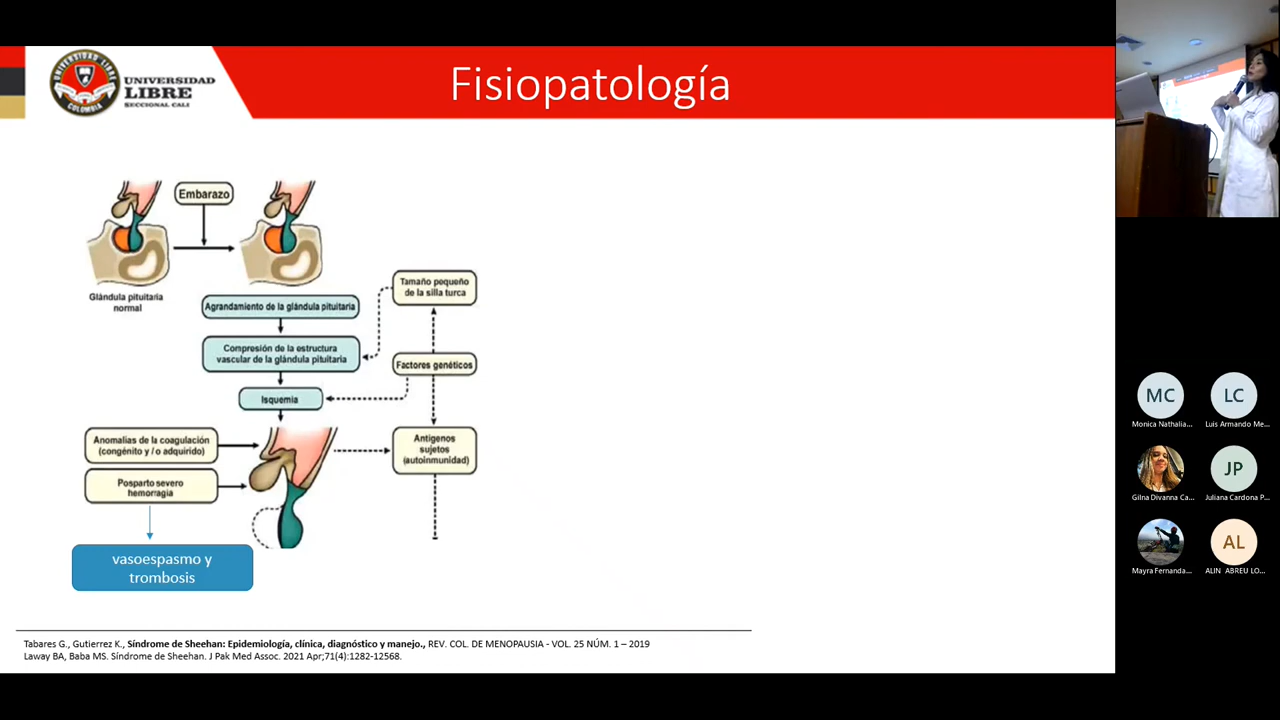 UNIVERSIDAD LIBRE
COLOMBIA
UNIVERSIDAD
LIBRE
SECCIONAL CALI
Fisiopatología
Embarazo
Glándula pituitaria
normal
Agrandamiento de la glándula pituitaria
Compresión de la estructura
vascular de la glándula pituitaria
Isquemia
Tamaño pequeño
de la silla turca
Factores genéticos
Anomalías de la coagulación
(congénito y / o adquirido)
Posparto severo
hemorragia
Antígenos
sujetos
(autoinmunidad)
vasoespasmo y
trombosis
Tabares G., Gutierrez K., Síndrome de Sheehan: Epidemiología, clínica, diagnóstico y manejo., REV. COL. DE MENOPAUSIA - VOL. 25 NÚM. 1 – 2019
Laway BA, Baba MS. Síndrome de Sheehan. J Pak Med Assoc. 2021 Apr;71(4):1282-12568.
MC
Monica Nathalia...
LC
Luis Armando Me...
Gilna Divanna Ca...
JP
Juliana Cardona P...
Mayra Fernanda...
AL
ALIN ABREU LO...